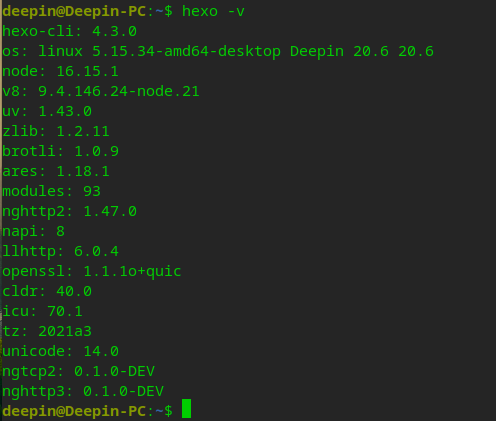 deepin@Deepin-PC:~$ hexo -v
hexo-cli: 4.3.0
os: linux 5.15.34-amd64-desktop Deepin 20.6 20.6
node: 16.15.1
v8: 9.4.146.24-node.21
uv: 1.43.0
zlib: 1.2.11
brotli: 1.0.9
ares: 1.18.1
modules: 93
nghttp2: 1.47.0
napi: 8
llhttp: 6.0.4
openssl: 1.1.1o+quic
cldr: 40.0
icu: 70.1
tz: 2021a3
unicode: 14.0
ngtcp2: 0.1.0-DEV
nghttp3: 0.1.0-DEV
deepin@Deepin-PC:~$